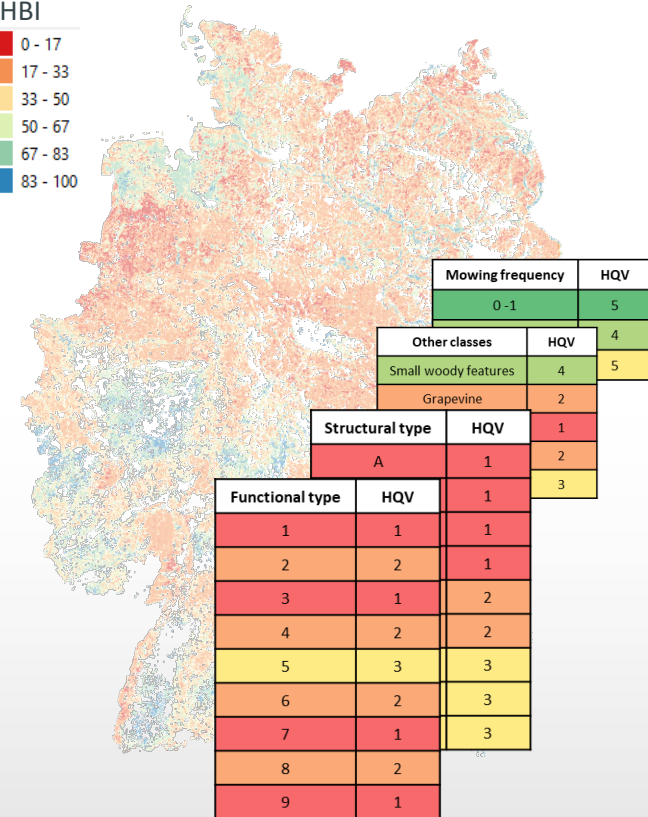 HBI
0 - 17
17 - 33
33 - 50
50 - 67
67 - 83
83 - 100
Mowing frequency HQV
0 -1 5
4
5
Other classes HQV
Small woody features 4
Grapevine 2
1
2
3
Structural type HQV
A 1
1
1
1
2
2
3
3
3
Functional type HQV
1 1
2 2
3 1
4 2
5 3
6 2
7 1
8 2
9 1